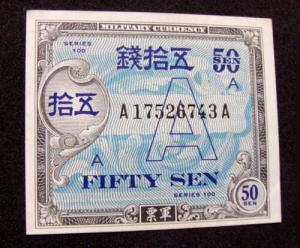 MILITARY CURRENCY
SERIES 100
錢拾五
50 SEN
A
拾五
A17526743A
A
A
FIFTY SEN
SERIES 100
票軍
50 SEN